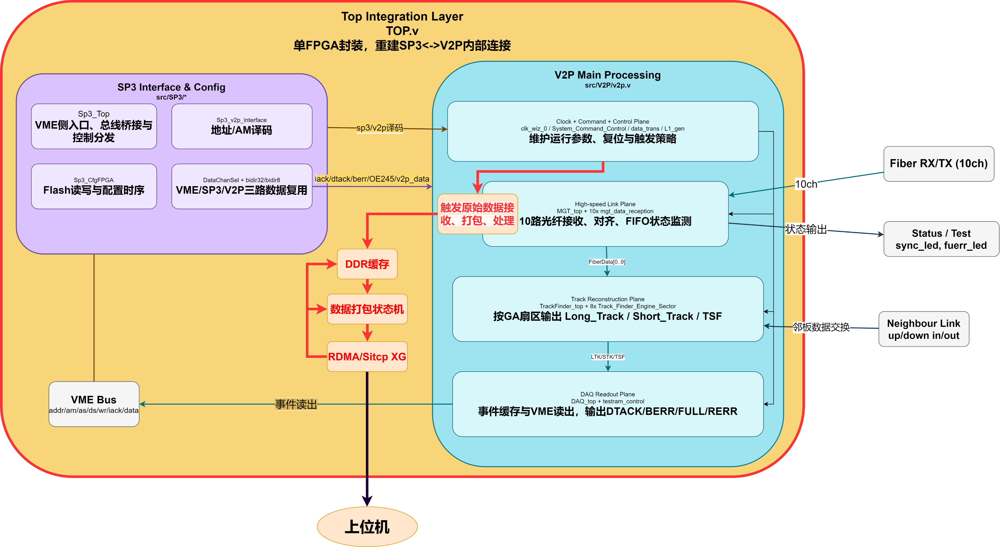 Top Integration Layer
TOP.v
单FPGA封装，重建SP3<->V2P内部连接
SP3 Interface & Config
src/SP3/*
Sp3_Top
VME侧入口、总线桥接与
控制分发
Sp3_v2p_interface
地址/AM译码
Sp3_CfgFPGA
Flash读写与配置时序
DataChanSel + bidir32/bidir8
VME/SP3/V2P三路数据复用
sp3/v2p译码
iack/dtack/berr/OE245/v2p_data
V2P Main Processing
src/V2P/v2p.v
Clock + Command + Control Plane
clk_wiz_0 / System_Command_Control / data_trans / L1_gen
维护运行参数、复位与触发策略
触发原始数据接
收、打包、处理
High-speed Link Plane
MGT_top + 10x mgt_data_reception
10路光纤接收、对齐、FIFO状态监测
FiberData[0..9]
Track Reconstruction Plane
TrackFinder_top + 8x Track_Finder_Engine_Sector
按GA扇区输出 Long_Track / Short_Track / TSF
LTK/STK/TSF
DAQ Readout Plane
DAQ_top + testram_control
事件缓存与VME读出，输出DTACK/BERR/FULL/RERR
Fiber RX/TX (10ch)
10ch
状态输出
Status / Test
sync_led, fuerr_led
邻板数据交换
Neighbour Link
up/down in/out
DDR缓存
数据打包状态机
RDMA/Sitcp XG
VME Bus
addr/am/as/ds/wr/iack/data
事件读出
上位机